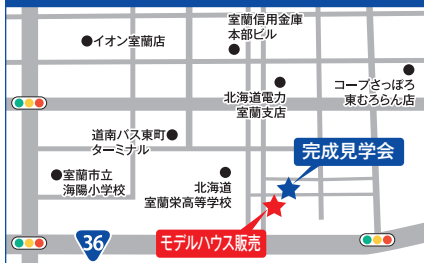 室蘭信用金庫
本部ビル
イオン室蘭店
北海道電力
室蘭支店
コープさっぽろ
東むろらん店
道南バス東町
ターミナル
完成見学会
室蘭市立
海陽小学校
北海道
室蘭栄高等学校
モデルハウス販売
36